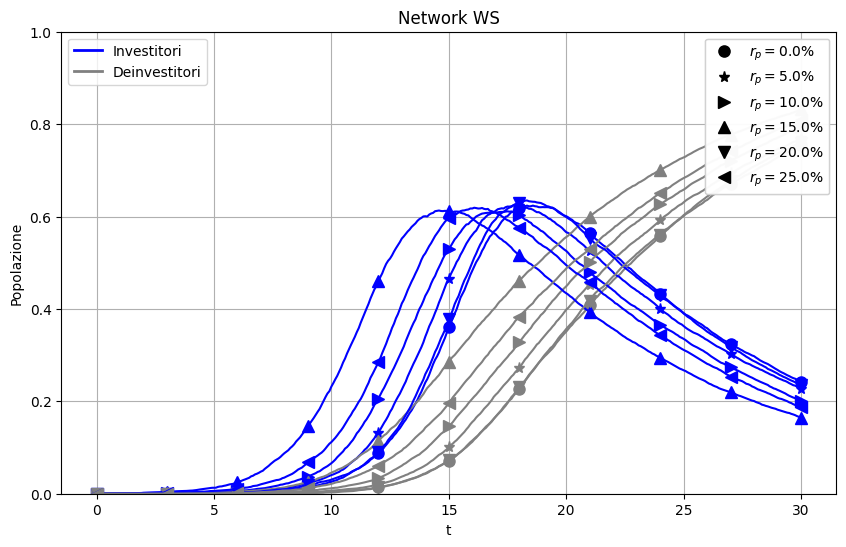 Network WS
Investitori
Deinvestitori
r_p = 0.0%
r_p = 5.0%
r_p = 10.0%
r_p = 15.0%
r_p = 20.0%
r_p = 25.0%
Popolazione
1.0
0.8
0.6
0.4
0.2
0.0
0 5 10 15 20 25 30
t